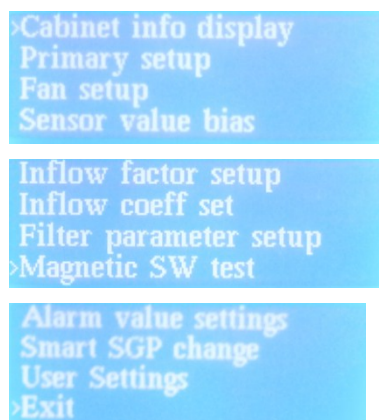 >Cabinet info display
Primary setup
Fan setup
Sensor value bias
Inflow factor setup
Inflow coeff set
Filter parameter setup
>Magnetic SW test
Alarm value settings
Smart SGP change
User Settings
>Exit